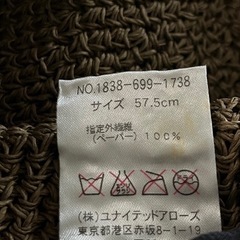 NO.1838-699-1738
サイズ 57.5cm
指定外繊維
(ペーパー) 100%
(株)ユナイテッドアローズ
東京都港区赤坂8-1-19